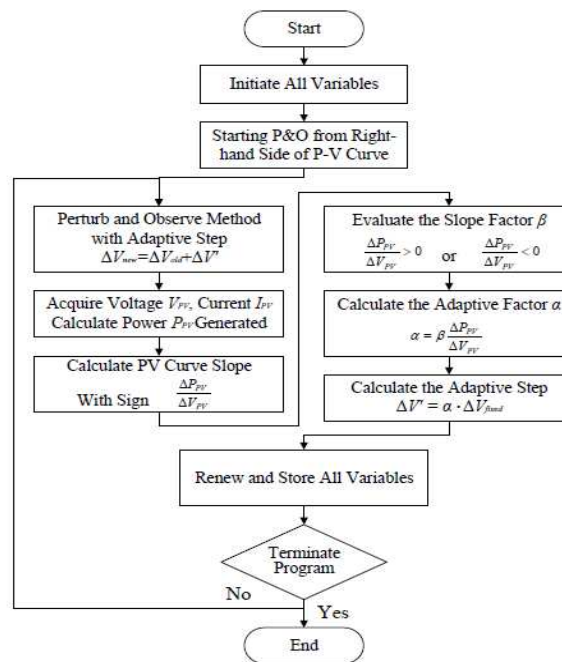 Start
Initiate All Variables
Starting P&O from Right-
hand Side of P-V Curve
Perturb and Observe Method
with Adaptive Step
ΔV_new=ΔV_old+ΔV'
Acquire Voltage V_PV, Current I_PV
Calculate Power P_PV Generated
Calculate PV Curve Slope
With Sign ΔP_PV/ΔV_PV
Evaluate the Slope Factor β
ΔP_PV/ΔV_PV > 0 or ΔP_PV/ΔV_PV < 0
Calculate the Adaptive Factor α
α = β ΔP_PV/ΔV_PV
Calculate the Adaptive Step
ΔV' = α · ΔV_fixed
Renew and Store All Variables
Terminate
Program
No
Yes
End